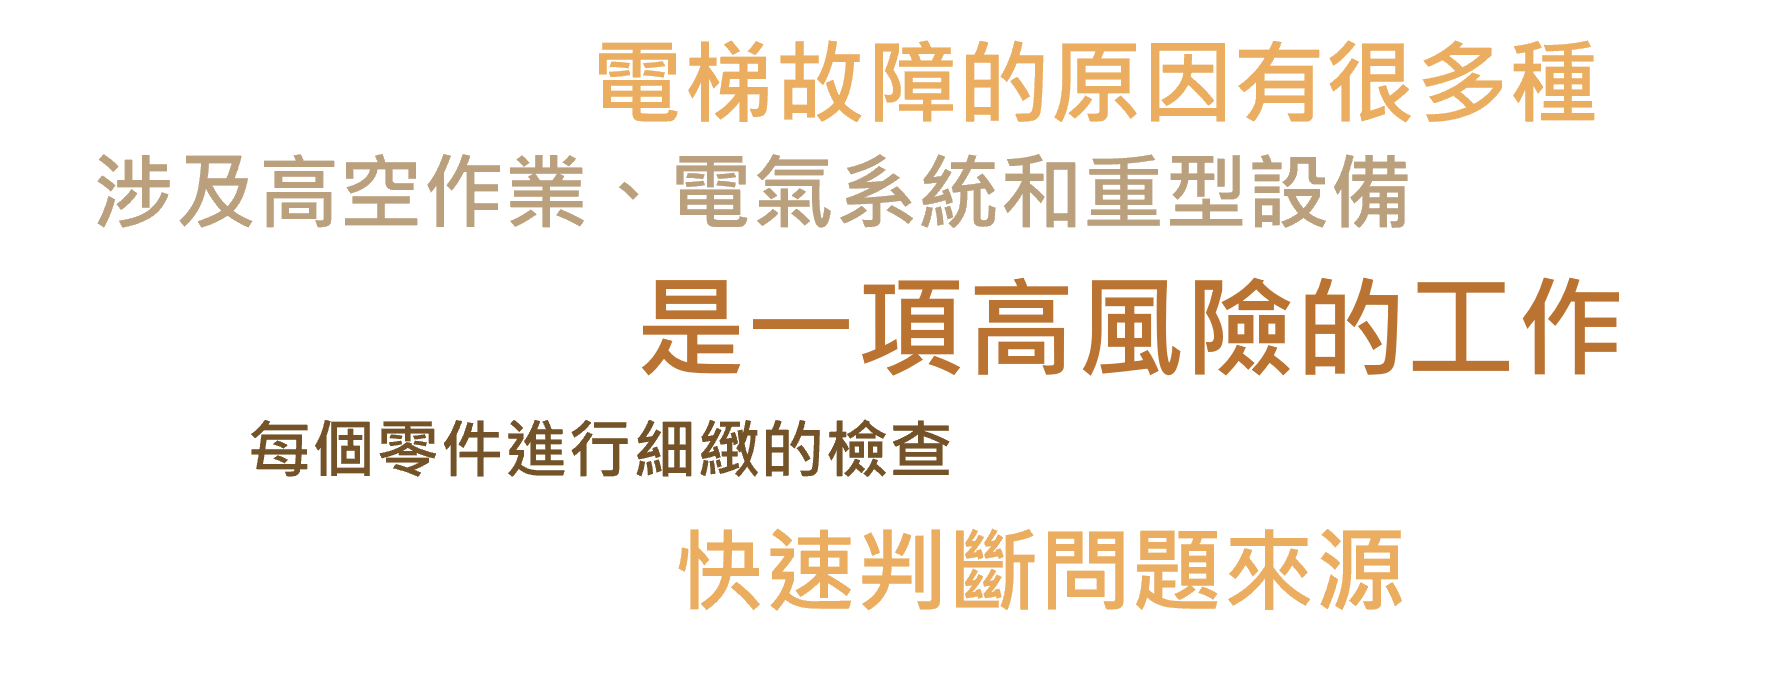 電梯故障的原因有很多種
涉及高空作業、電氣系統和重型設備
是一項高風險的工作
每個零件進行細緻的檢查
快速判斷問題來源